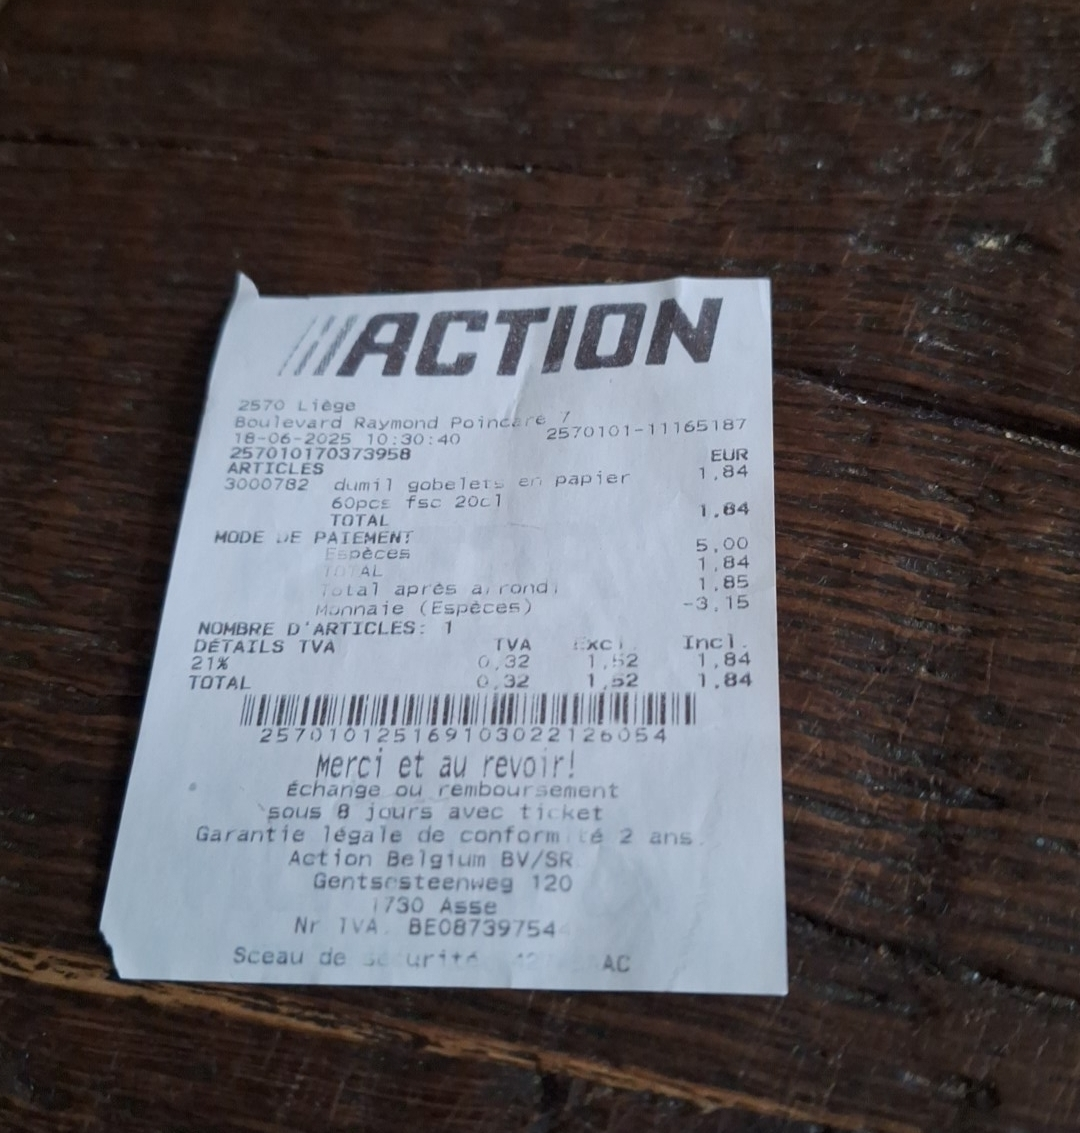 ACTION
2570 Liège
Boulevard Raymond Poincaré 7
18-06-2025 10:30:40 2570101-11165187
257010170373958 EUR
ARTICLES
3000782 dumil gobelets en papier 1,84
60pcs fsc 20cl
TOTAL 1,84
MODE DE PAIEMENT
Espèces 5,00
TOTAL 1,84
Total après arrondi 1,85
Monnaie (Espèces) -3,15
NOMBRE D'ARTICLES: 1
DÉTAILS TVA TVA Excl. Incl.
21% 0,32 1,52 1,84
TOTAL 0,32 1,52 1,84
257010125169103022126054
Merci et au revoir!
Échange ou remboursement
sous 8 jours avec ticket
Garantie légale de conformité 2 ans.
Action Belgium BV/SR
Gentsesteenweg 120
1730 Asse
Nr TVA.
Sceau de sécurité AC